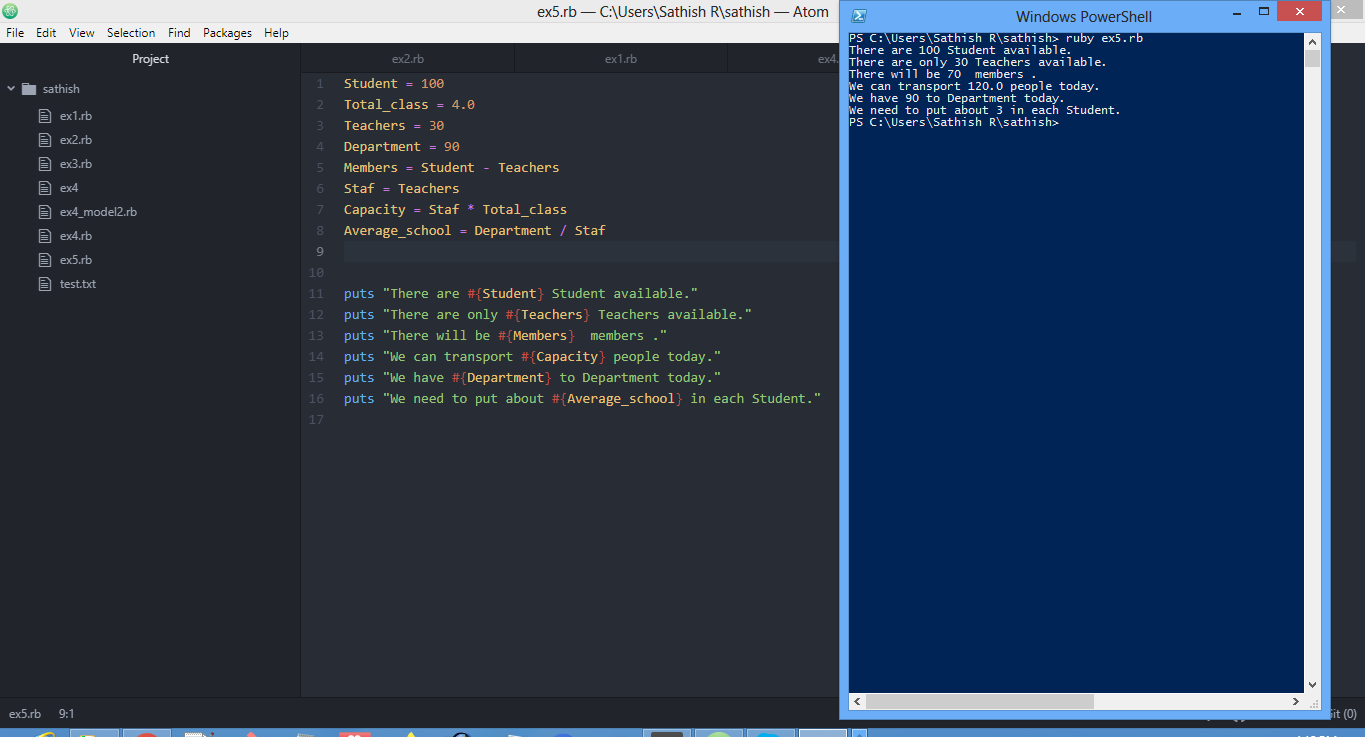 ex5.rb — C:\Users\Sathish R\sathish — Atom
File Edit View Selection Find Packages Help
Project
sathish
ex1.rb
ex2.rb
ex3.rb
ex4
ex4_model2.rb
ex4.rb
ex5.rb
test.txt
ex2.rb ex1.rb ex4.
1 Student = 100
2 Total_class = 4.0
3 Teachers = 30
4 Department = 90
5 Members = Student - Teachers
6 Staf = Teachers
7 Capacity = Staf * Total_class
8 Average_school = Department / Staf
9
10
11 puts "There are #{Student} Student available."
12 puts "There are only #{Teachers} Teachers available."
13 puts "There will be #{Members}  members ."
14 puts "We can transport #{Capacity} people today."
15 puts "We have #{Department} to Department today."
16 puts "We need to put about #{Average_school} in each Student."
17
ex5.rb 9:1
Windows PowerShell
PS C:\Users\Sathish R\sathish> ruby ex5.rb
There are 100 Student available.
There are only 30 Teachers available.
There will be 70  members .
We can transport 120.0 people today.
We have 90 to Department today.
We need to put about 3 in each Student.
PS C:\Users\Sathish R\sathish>
(0)